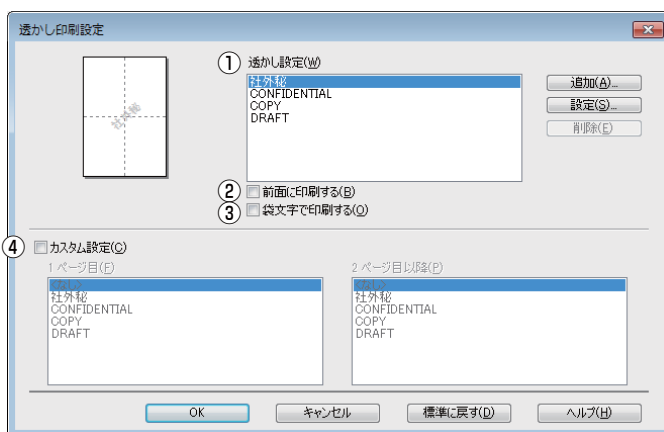 透かし印刷設定
① 透かし設定(W)
社外秘
CONFIDENTIAL
COPY
DRAFT
追加(A)...
設定(S)...
削除(E)
社外秘
② 前面に印刷する(B)
③ 袋文字で印刷する(O)
④ カスタム設定(C)
1 ページ目(F)
<なし>
社外秘
CONFIDENTIAL
COPY
DRAFT
2 ページ目以降(P)
<なし>
社外秘
CONFIDENTIAL
COPY
DRAFT
OK
キャンセル
標準に戻す(D)
ヘルプ(H)